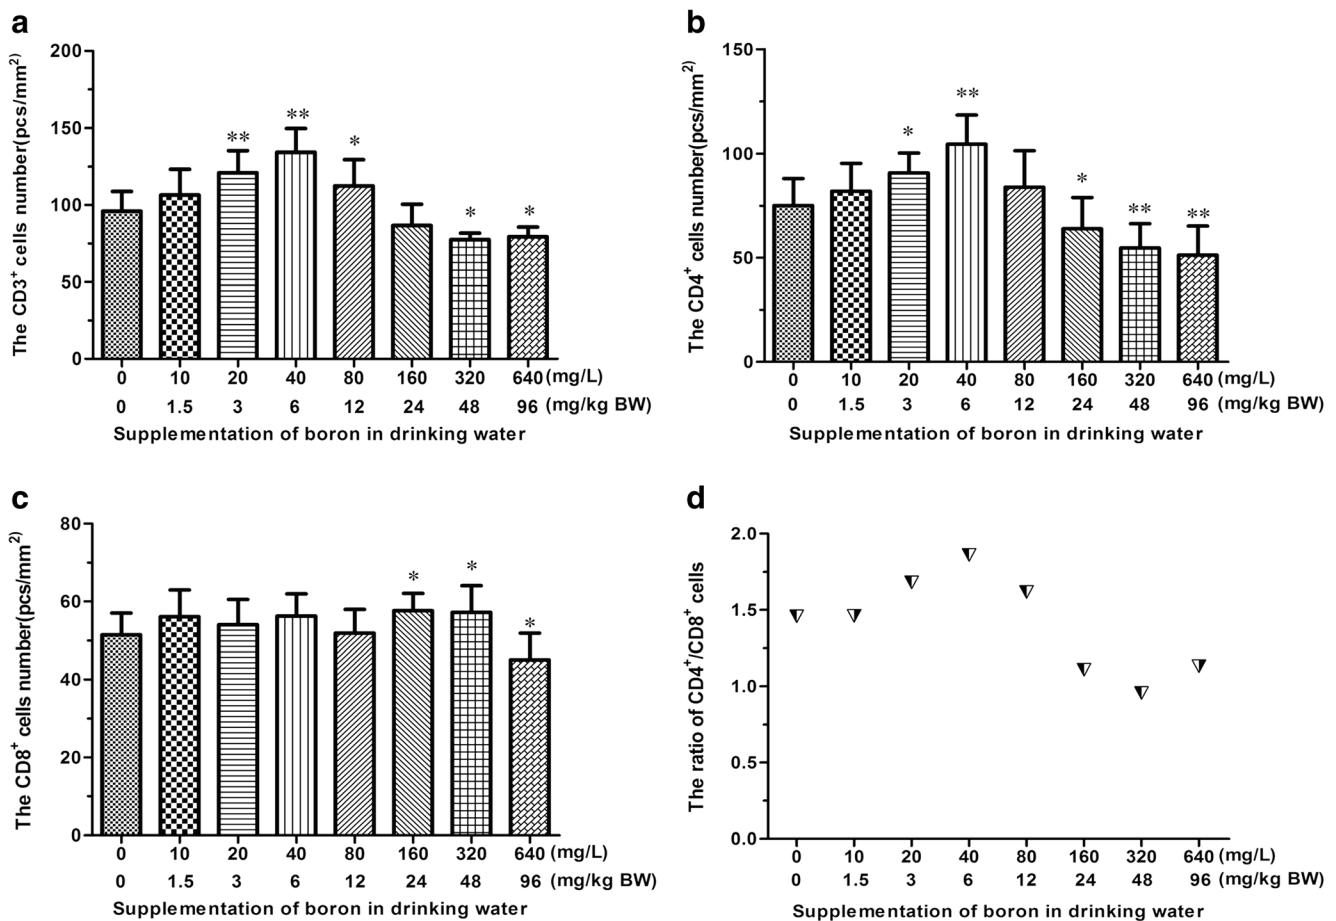 a
The CD3+ cells number(pcs/mm2)
200
150
100
50
0
** ** * * *
0 10 20 40 80 160 320 640 (mg/L)
0 1.5 3 6 12 24 48 96 (mg/kg BW)
Supplementation of boron in drinking water
b
The CD4+ cells number(pcs/mm2)
150
100
50
0
* ** * ** **
0 10 20 40 80 160 320 640 (mg/L)
0 1.5 3 6 12 24 48 96 (mg/kg BW)
Supplementation of boron in drinking water
c
The CD8+ cells number(pcs/mm2)
80
60
40
20
0
* * *
0 10 20 40 80 160 320 640 (mg/L)
0 1.5 3 6 12 24 48 96 (mg/kg BW)
Supplementation of boron in drinking water
d
The ratio of CD4+/CD8+ cells
2.0
1.5
1.0
0.5
0.0
0 10 20 40 80 160 320 640 (mg/L)
0 1.5 3 6 12 24 48 96 (mg/kg BW)
Supplementation of boron in drinking water